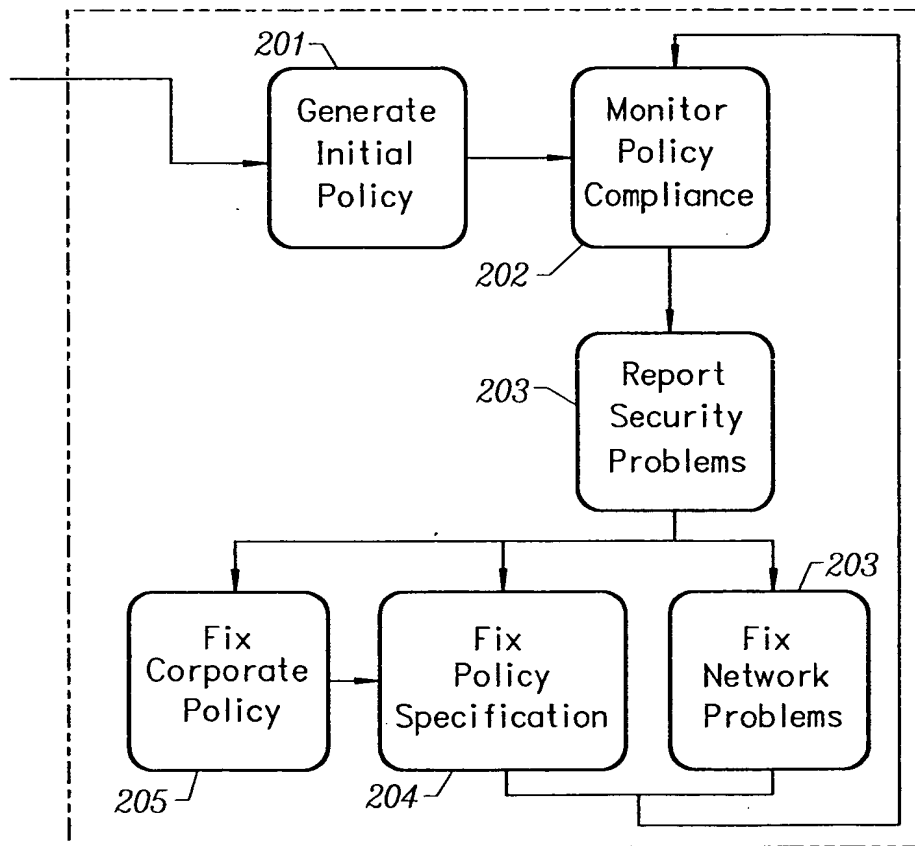 201
Generate
Initial
Policy
Monitor
Policy
Compliance
202
203
Report
Security
Problems
203
Fix
Corporate
Policy
Fix
Policy
Specification
Fix
Network
Problems
205
204